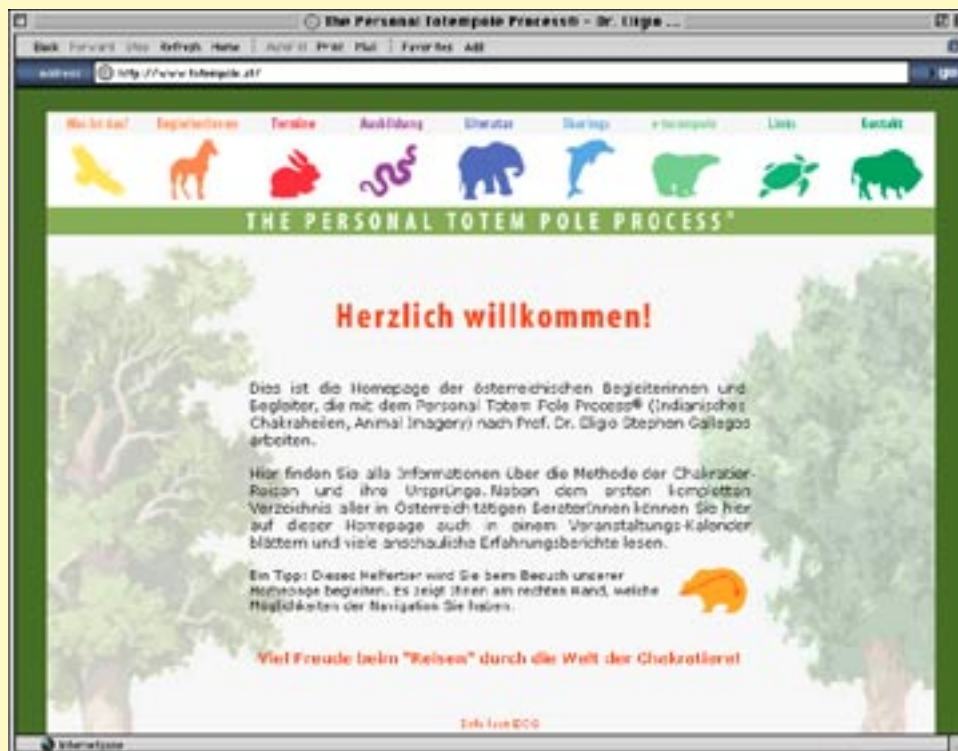 The Personal Totempole Process® - Dr. Eligio ...
Back Forward Stop Refresh Home Print Mail Favorites Add
http://www.totempole.at/
Was ist das? BegleiterInnen Termine Ausbildung Literatur Sharings e-totempole Links Kontakt
THE PERSONAL TOTEM POLE PROCESS®
Herzlich willkommen!
Dies ist die Homepage der österreichischen Begleiterinnen und
Begleiter, die mit dem Personal Totem Pole Process® (Indianisches
Chakraheilen, Animal Imagery) nach Prof. Dr. Eligio Stephen Gallegos
arbeiten.
Hier finden Sie alle Informationen über die Methode der Chakratier-
Reisen und ihre Ursprünge. Neben dem ersten kompletten
Verzeichnis aller in Österreich tätigen BeraterInnen können Sie hier
auf dieser Homepage auch in einem Veranstaltungs-Kalender
blättern und viele anschauliche Erfahrungsberichte lesen.
Ein Tipp: Dieses Helfertier wird Sie beim Besuch unserer
Homepage begleiten. Es zeigt Ihnen am rechten Rand, welche
Möglichkeiten der Navigation Sie haben.
Viel Freude beim "Reisen" durch die Welt der Chakratiere!
Internetzone